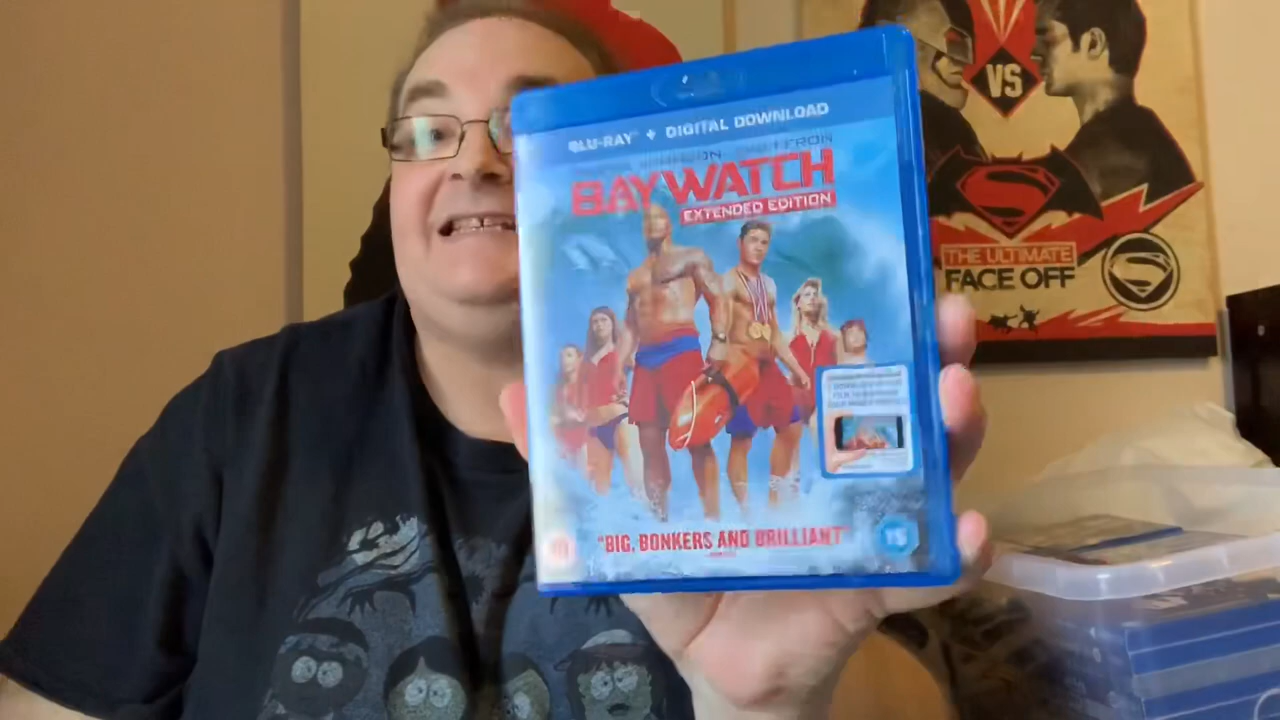 VS
THE ULTIMATE
FACE OFF
BLU-RAY + DIGITAL DOWNLOAD
BAYWATCH
EXTENDED EDITION
"BIG, BONKERS AND BRILLIANT"
15